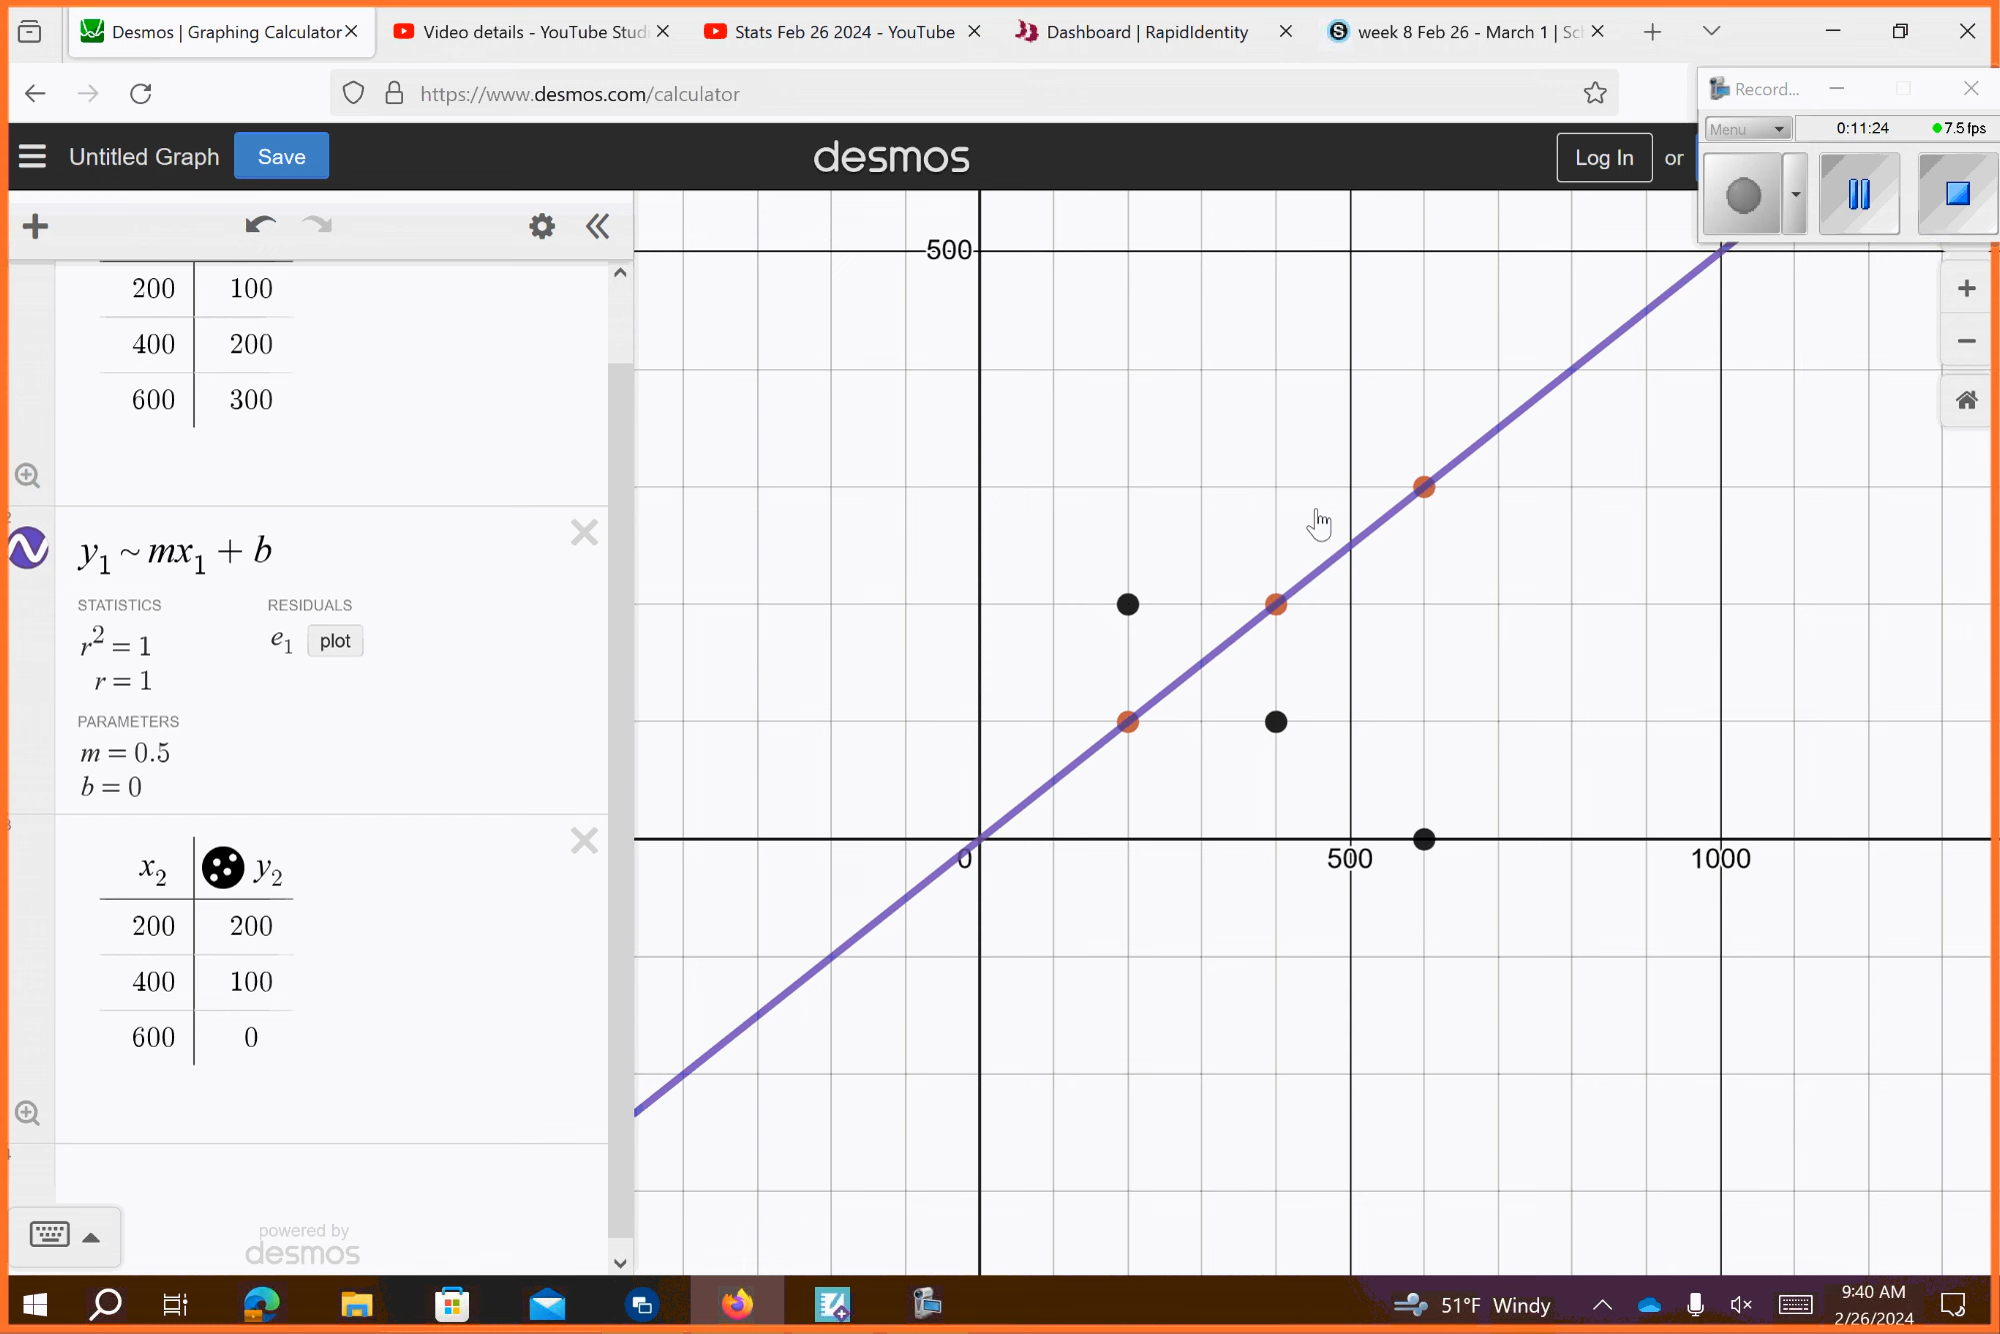 Desmos | Graphing Calculator
Video details - YouTube Stud
Stats Feb 26 2024 - YouTube
Dashboard | RapidIdentity
week 8 Feb 26 - March 1 | Sc
https://www.desmos.com/calculator
Record...
Menu
0:11:24
7.5 fps
Untitled Graph
Save
desmos
Log In
or
200 100
400 200
600 300
y₁ ~ mx₁ + b
STATISTICS
RESIDUALS
r² = 1
e₁ plot
r = 1
PARAMETERS
m = 0.5
b = 0
x₂ y₂
200 200
400 100
600 0
powered by
desmos
500
0
500
1000
51°F Windy
9:40 AM
2/26/2024